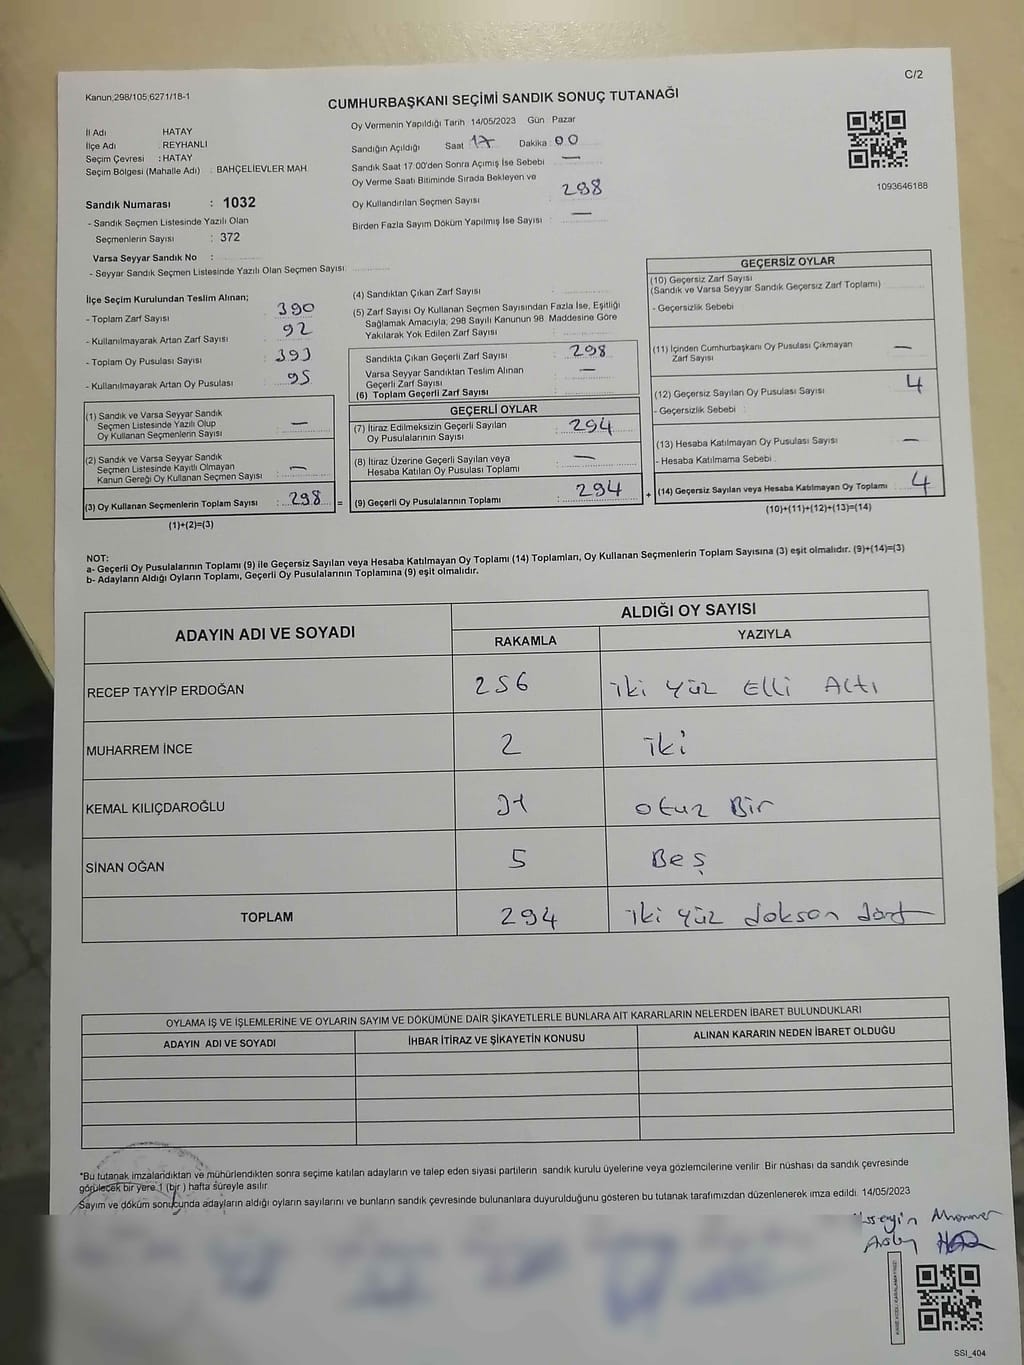 C/2
Kanun,298/105,6271/18-1
CUMHURBAŞKANI SEÇİMİ SANDIK SONUÇ TUTANAĞI
İl Adı HATAY
İlçe Adı : REYHANLI
Seçim Çevresi : HATAY
Seçim Bölgesi (Mahalle Adı) : BAHÇELİEVLER MAH.
Sandık Numarası : 1032
- Sandık Seçmen Listesinde Yazılı Olan
Seçmenlerin Sayısı : 372
Varsa Seyyar Sandık No :
- Seyyar Sandık Seçmen Listesinde Yazılı Olan Seçmen Sayısı:
Oy Vermenin Yapıldığı Tarih 14/05/2023 Gün Pazar
Sandığın Açıldığı Saat 17 Dakika 00
Sandık Saat 17:00'den Sonra Açımış İse Sebebi —
Oy Verme Saati Bitiminde Sırada Bekleyen ve
Oy Kullandırılan Seçmen Sayısı : 298
Birden Fazla Sayım Döküm Yapılmış İse Sayısı : —
1093646188
İlçe Seçim Kurulundan Teslim Alınan;
- Toplam Zarf Sayısı : 390
- Kullanılmayarak Artan Zarf Sayısı : 92
- Toplam Oy Pusulası Sayısı : 393
- Kullanılmayarak Artan Oy Pusulası : 95
(1) Sandık ve Varsa Seyyar Sandık
Seçmen Listesinde Yazılı Olup
Oy Kullanan Seçmenlerin Sayısı : —
(2) Sandık ve Varsa Seyyar Sandık
Seçmen Listesinde Kayıtlı Olmayan
Kanun Gereği Oy Kullanan Seçmen Sayısı : —
(3) Oy Kullanan Seçmenlerin Toplam Sayısı : 298 =
(1)+(2)=(3)
(4) Sandıktan Çıkan Zarf Sayısı :
(5) Zarf Sayısı Oy Kullanan Seçmen Sayısından Fazla İse, Eşitliği
Sağlamak Amacıyla; 298 Sayılı Kanunun 98. Maddesine Göre
Yakılarak Yok Edilen Zarf Sayısı :
Sandıkta Çıkan Geçerli Zarf Sayısı : 298
Varsa Seyyar Sandıktan Teslim Alınan
Geçerli Zarf Sayısı : —
(6) Toplam Geçerli Zarf Sayısı :
GEÇERLİ OYLAR
(7) İtiraz Edilmeksizin Geçerli Sayılan
Oy Pusulalarının Sayısı : 294
(8) İtiraz Üzerine Geçerli Sayılan veya
Hesaba Katılan Oy Pusulası Toplamı : —
(9) Geçerli Oy Pusulalarının Toplamı : 294 +
GEÇERSİZ OYLAR
(10) Geçersiz Zarf Sayısı
(Sandık ve Varsa Seyyar Sandık Geçersiz Zarf Toplamı)
- Geçersizlik Sebebi
(11) İçinden Cumhurbaşkanı Oy Pusulası Çıkmayan
Zarf Sayısı —
(12) Geçersiz Sayılan Oy Pusulası Sayısı 4
- Geçersizlik Sebebi :
(13) Hesaba Katılmayan Oy Pusulası Sayısı —
- Hesaba Katılmama Sebebi :
(14) Geçersiz Sayılan veya Hesaba Katılmayan Oy Toplamı 4
(10)+(11)+(12)+(13)=(14)
NOT:
a- Geçerli Oy Pusulalarının Toplamı (9) ile Geçersiz Sayılan veya Hesaba Katılmayan Oy Toplamı (14) Toplamları, Oy Kullanan Seçmenlerin Toplam Sayısına (3) eşit olmalıdır. (9)+(14)=(3)
b- Adayların Aldığı Oyların Toplamı, Geçerli Oy Pusulalarının Toplamına (9) eşit olmalıdır.
ADAYIN ADI VE SOYADI ALDIĞI OY SAYISI
RAKAMLA YAZIYLA
RECEP TAYYİP ERDOĞAN 256 iki yüz Elli Altı
MUHARREM İNCE 2 iki
KEMAL KILIÇDAROĞLU 31 otuz Bir
SİNAN OĞAN 5 Beş
TOPLAM 294 iki yüz doksan dört
OYLAMA İŞ VE İŞLEMLERİNE VE OYLARIN SAYIM VE DÖKÜMÜNE DAİR ŞİKAYETLERLE BUNLARA AİT KARARLARIN NELERDEN İBARET BULUNDUKLARI
ADAYIN ADI VE SOYADI İHBAR İTİRAZ VE ŞİKAYETİN KONUSU ALINAN KARARIN NEDEN İBARET OLDUĞU
*Bu tutanak imzalandıktan ve mühürlendikten sonra seçime katılan adayların ve talep eden siyasi partilerin sandık kurulu üyelerine veya gözlemcilerine verilir Bir nüshası da sandık çevresinde
görülecek bir yere 1 (bir ) hafta süreyle asılır
Sayım ve döküm sonucunda adayların aldığı oyların sayılarını ve bunların sandık çevresinde bulunanlara duyurulduğunu gösteren bu tutanak tarafımızdan düzenlenerek imza edildi. 14/05/2023
SSI_404